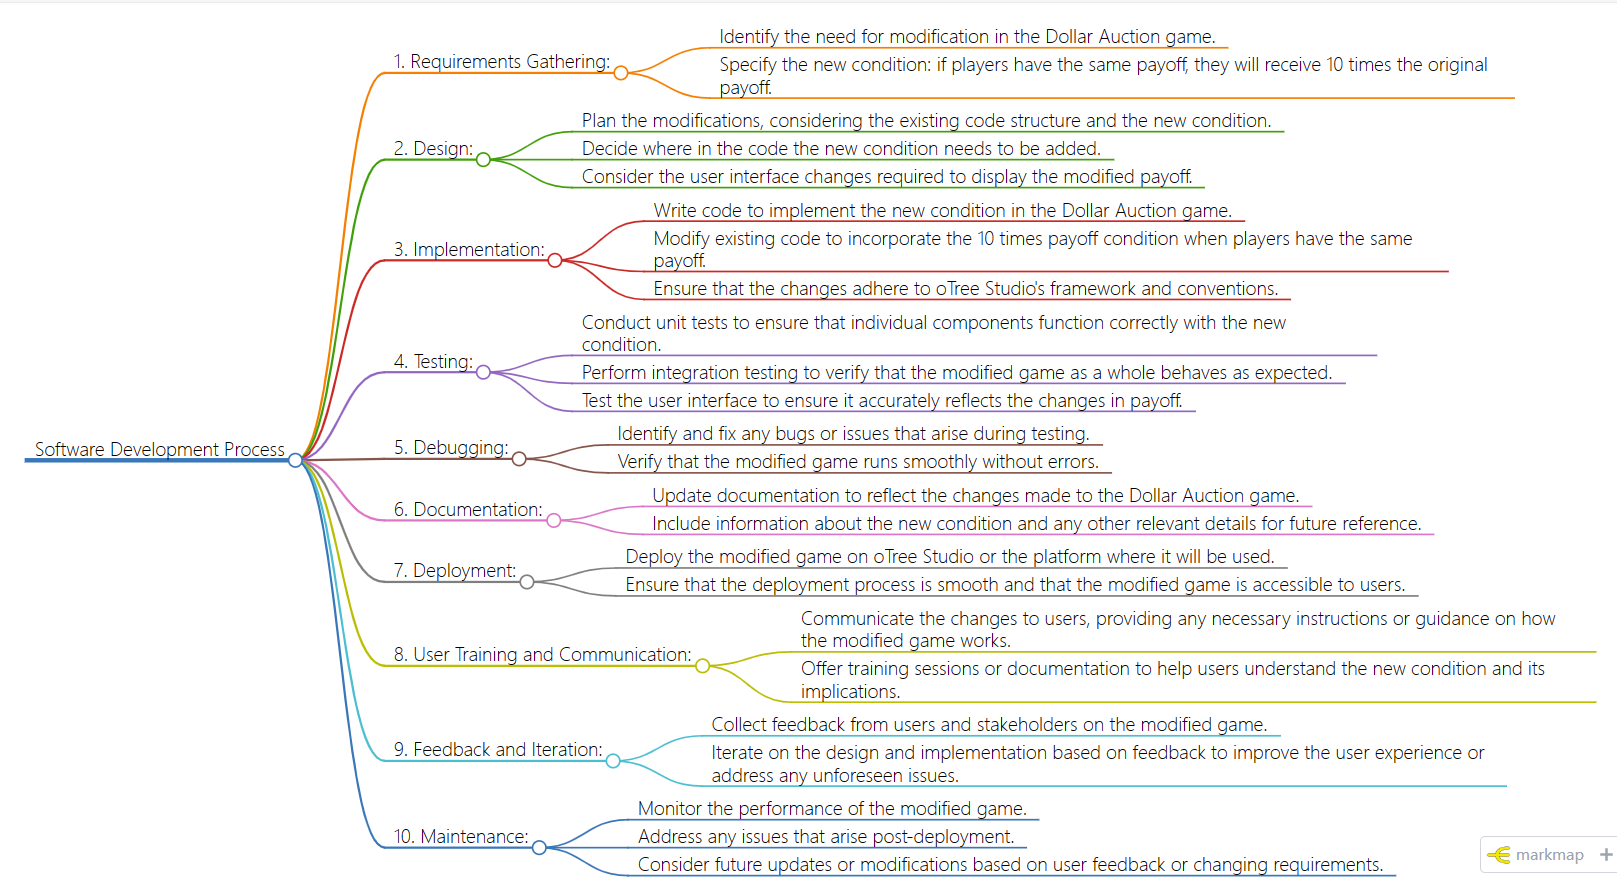 Software Development Process
1. Requirements Gathering:
Identify the need for modification in the Dollar Auction game.
Specify the new condition: if players have the same payoff, they will receive 10 times the original
payoff.
2. Design:
Plan the modifications, considering the existing code structure and the new condition.
Decide where in the code the new condition needs to be added.
Consider the user interface changes required to display the modified payoff.
3. Implementation:
Write code to implement the new condition in the Dollar Auction game.
Modify existing code to incorporate the 10 times payoff condition when players have the same
payoff.
Ensure that the changes adhere to oTree Studio's framework and conventions.
4. Testing:
Conduct unit tests to ensure that individual components function correctly with the new
condition.
Perform integration testing to verify that the modified game as a whole behaves as expected.
Test the user interface to ensure it accurately reflects the changes in payoff.
5. Debugging:
Identify and fix any bugs or issues that arise during testing.
Verify that the modified game runs smoothly without errors.
6. Documentation:
Update documentation to reflect the changes made to the Dollar Auction game.
Include information about the new condition and any other relevant details for future reference.
7. Deployment:
Deploy the modified game on oTree Studio or the platform where it will be used.
Ensure that the deployment process is smooth and that the modified game is accessible to users.
8. User Training and Communication:
Communicate the changes to users, providing any necessary instructions or guidance on how
the modified game works.
Offer training sessions or documentation to help users understand the new condition and its
implications.
9. Feedback and Iteration:
Collect feedback from users and stakeholders on the modified game.
Iterate on the design and implementation based on feedback to improve the user experience or
address any unforeseen issues.
10. Maintenance:
Monitor the performance of the modified game.
Address any issues that arise post-deployment.
Consider future updates or modifications based on user feedback or changing requirements.
markmap +